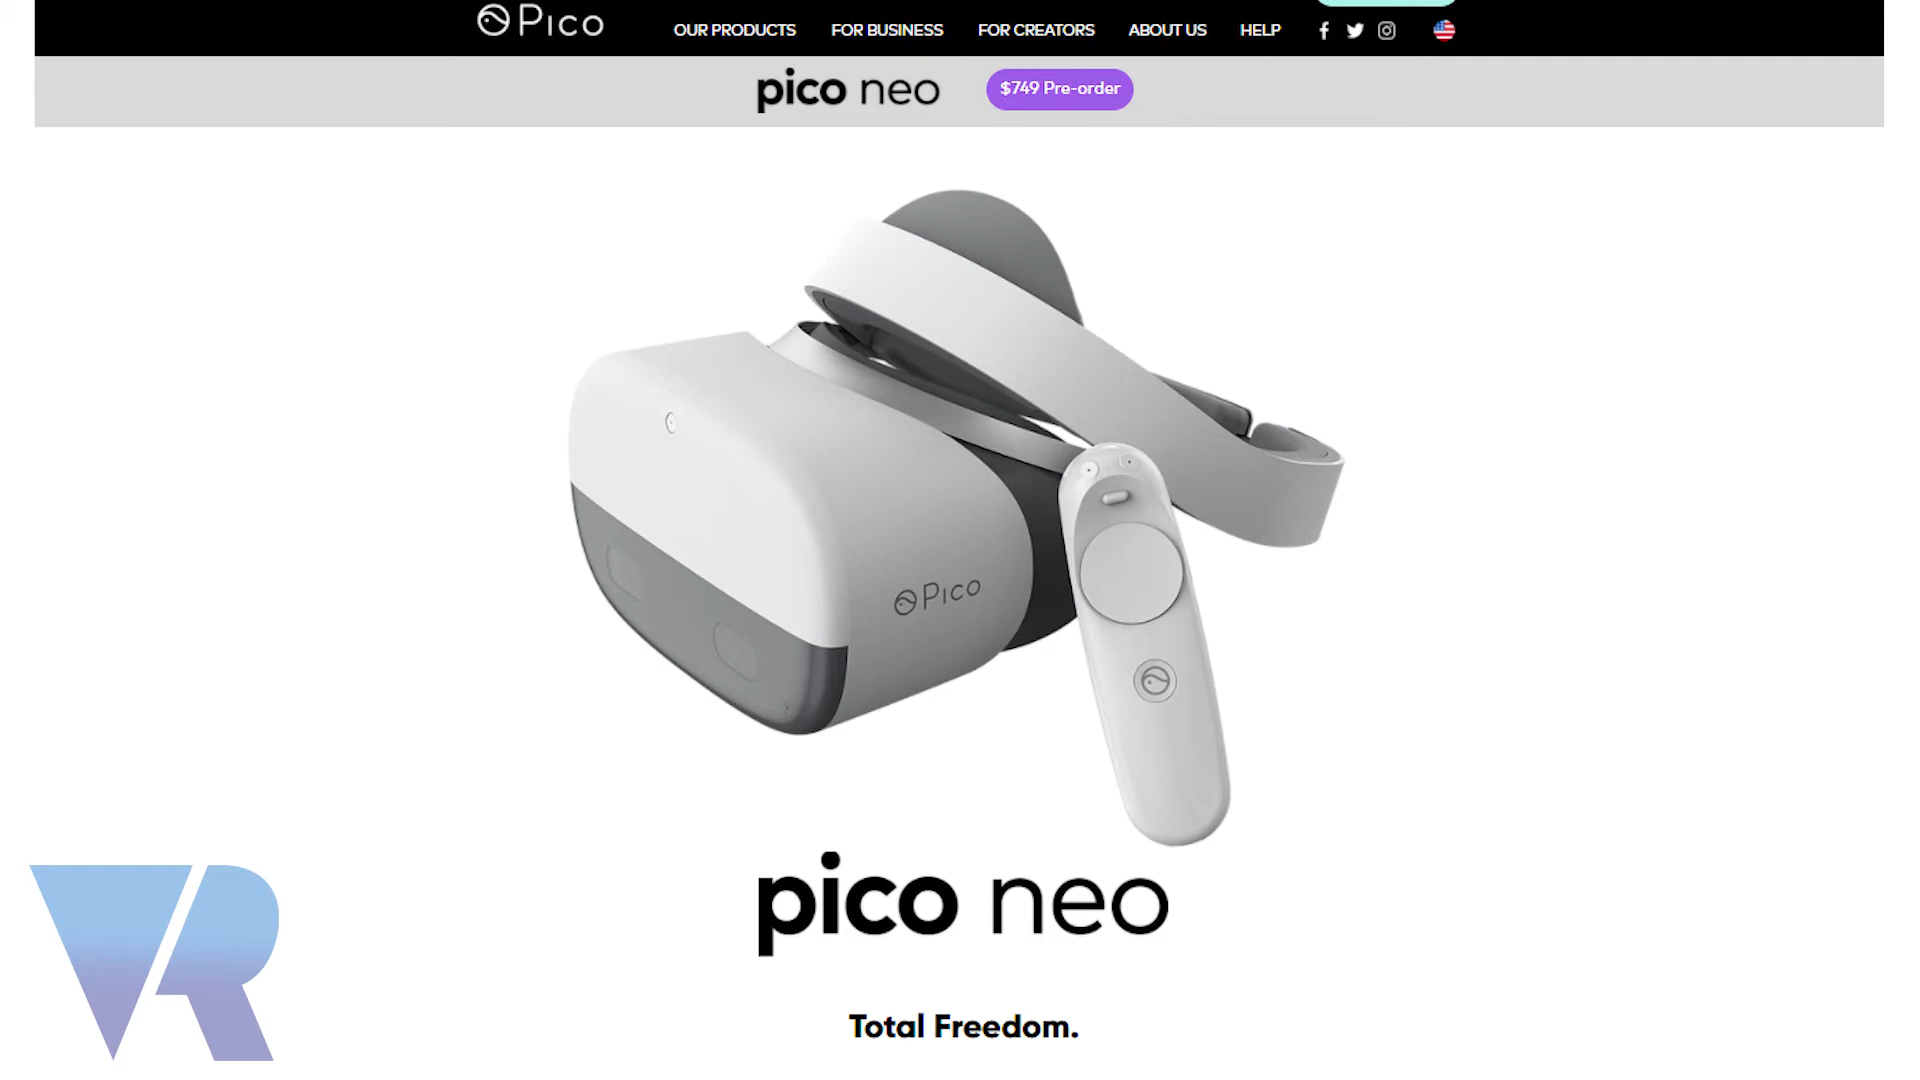 Pico
OUR PRODUCTS FOR BUSINESS FOR CREATORS ABOUT US HELP
pico neo $749 Pre-order
Pico
pico neo
Total Freedom.
VR